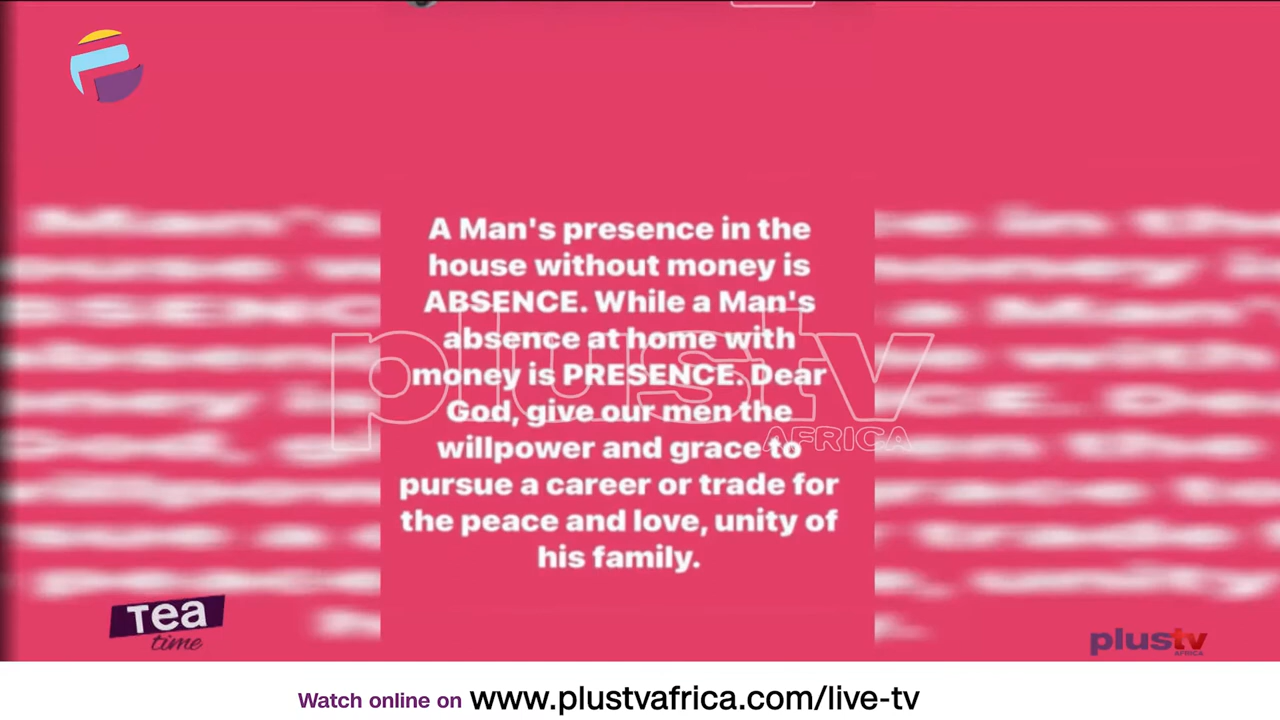 A Man's presence in the
house without money is
ABSENCE. While a Man's
absence at home with
money is PRESENCE. Dear
God, give our men the
willpower and grace to
pursue a career or trade for
the peace and love, unity of
his family.
plustv
AFRICA
Tea
time
plustv
AFRICA
Watch online on www.plustvafrica.com/live-tv